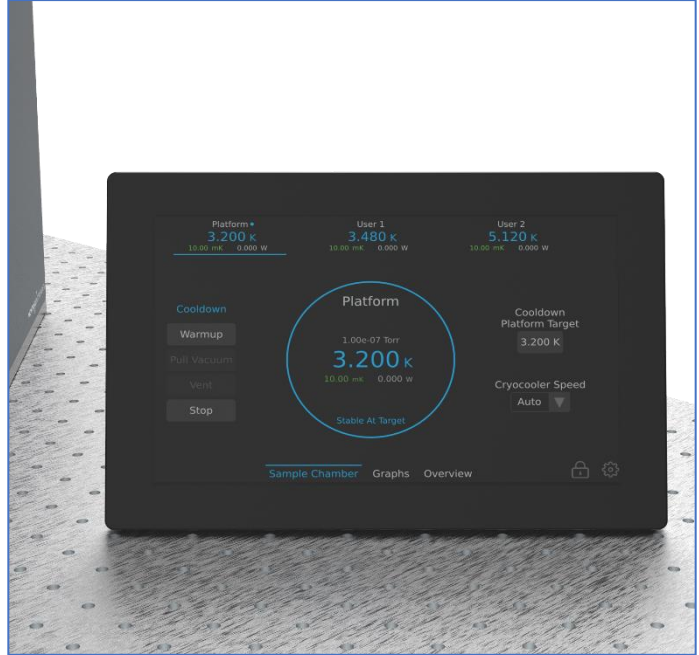 Platform
3.200 K
10.00 mK 0.000 W
User 1
3.480 K
10.00 mK 0.000 W
User 2
5.120 K
10.00 mK 0.000 W
Cooldown
Warmup
Pull Vacuum
Vent
Stop
Platform
1.00e-07 Torr
3.200 K
10.00 mK 0.000 W
Stable At Target
Cooldown
Platform Target
3.200 K
Cryocooler Speed
Auto
Sample Chamber Graphs Overview